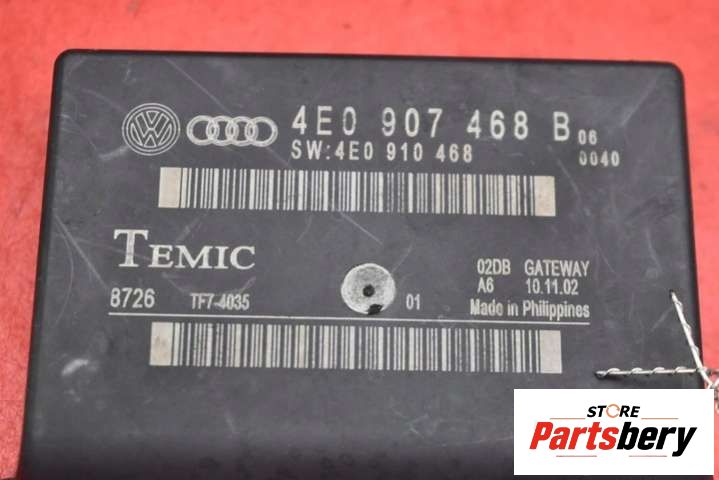 4E0 907 468 B 06
SW:4E0 910 468 0040
TEMIC
02DB GATEWAY
A6 10.11.02
8726 TF7-4035 01 Made in Philippines
STORE
Partsbery